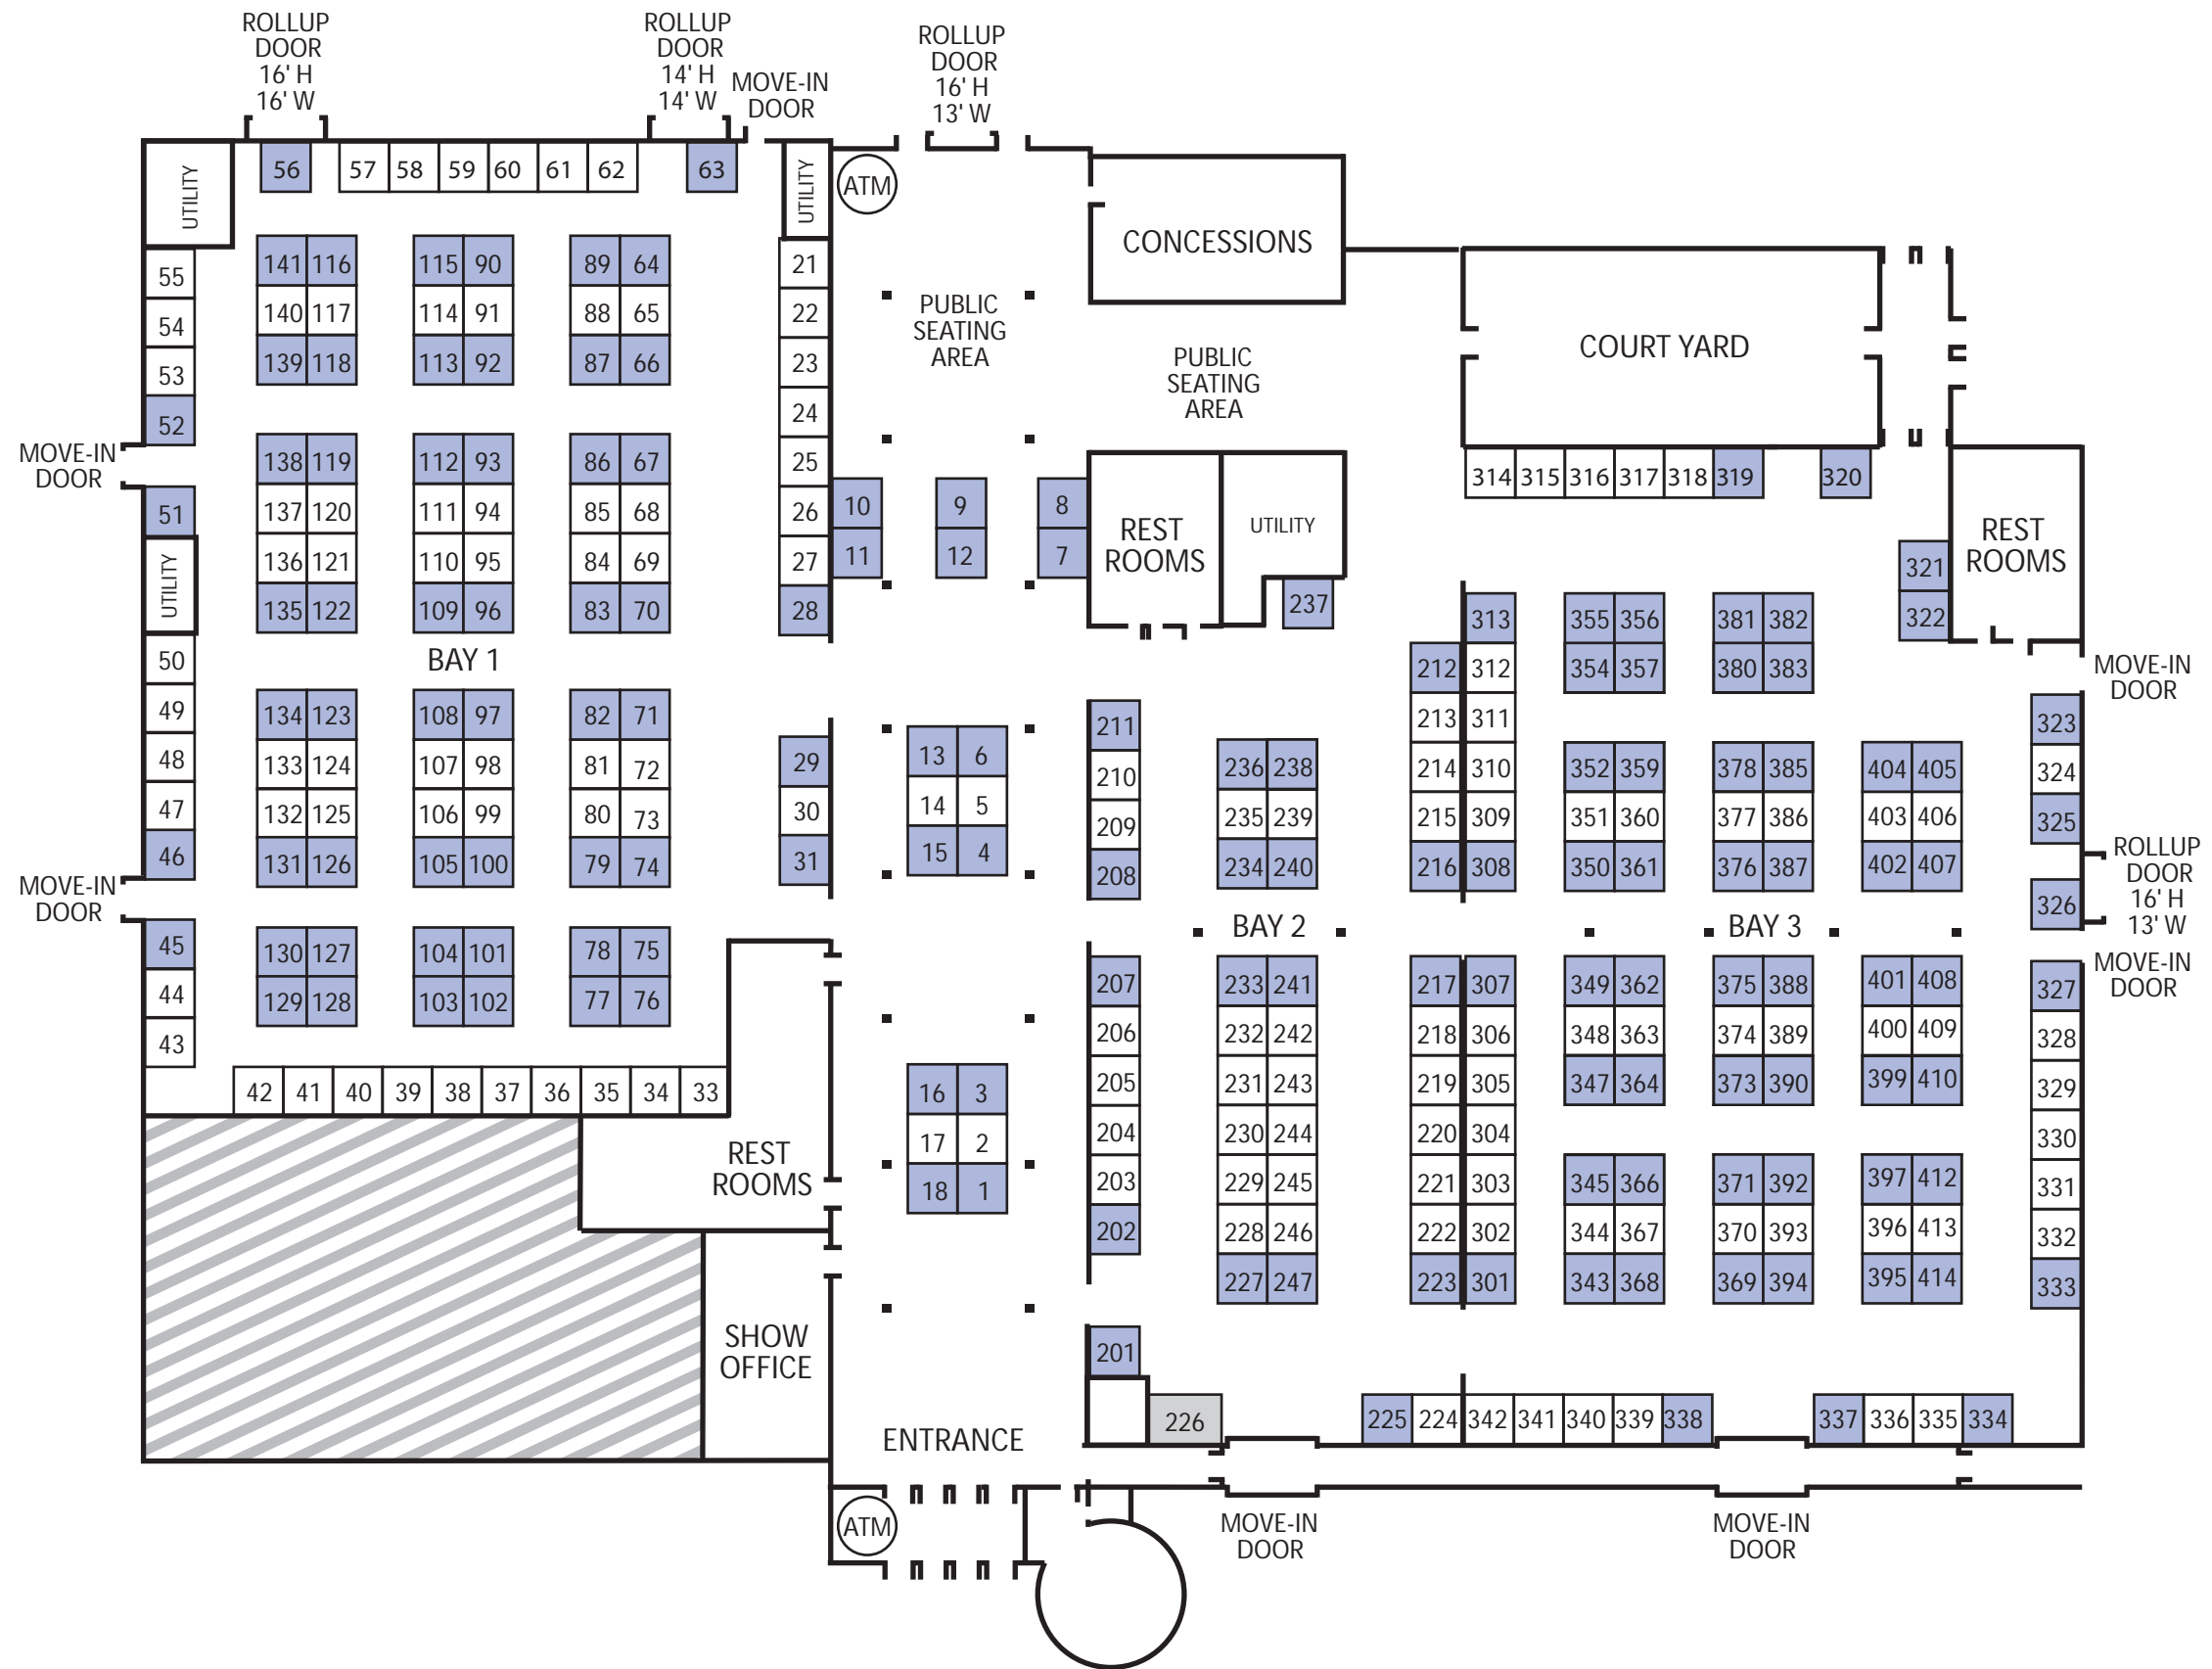 ROLLUP
DOOR
16' H
16' W
ROLLUP
DOOR
14' H
14' W
MOVE-IN
DOOR
ROLLUP
DOOR
16' H
13' W
UTILITY
56 57 58 59 60 61 62 63
UTILITY
ATM
CONCESSIONS
141 116 115 90 89 64 21
55
140 117 114 91 88 65 22
54
139 118 113 92 87 66 23
53
PUBLIC
SEATING
AREA
PUBLIC
SEATING
AREA
COURT YARD
24
52
MOVE-IN
DOOR
138 119 112 93 86 67 25
137 120 111 94 85 68 26
51
136 121 110 95 84 69 27
UTILITY
135 122 109 96 83 70 28
10 9 8
11 12 7
REST
ROOMS
UTILITY
237
314 315 316 317 318 319 320
321
322
REST
ROOMS
BAY 1
50
49
48
47
46
134 123 108 97 82 71
133 124 107 98 81 72
132 125 106 99 80 73
131 126 105 100 79 74
29
30
31
13 6
14 5
15 4
211
210
209
208
236 238
235 239
234 240
313
212 312
213 311
214 310
215 309
216 308
355 356 381 382
354 357 380 383
352 359 378 385 404 405
351 360 377 386 403 406
350 361 376 387 402 407
MOVE-IN
DOOR
323
324
325
326
ROLLUP
DOOR
16' H
13' W
MOVE-IN
DOOR
MOVE-IN
DOOR
BAY 2
BAY 3
45
44
43
130 127 104 101 78 75
129 128 103 102 77 76
42 41 40 39 38 37 36 35 34 33
REST
ROOMS
SHOW
OFFICE
16 3
17 2
18 1
207
206
205
204
203
202
201
233 241 217 307 349 362 375 388 401 408
232 242 218 306 348 363 374 389 400 409
231 243 219 305 347 364 373 390 399 410
230 244 220 304
229 245 221 303 345 366 371 392 397 412
228 246 222 302 344 367 370 393 396 413
227 247 223 301 343 368 369 394 395 414
327
328
329
330
331
332
333
226 225 224 342 341 340 339 338 337 336 335 334
ENTRANCE
ATM
MOVE-IN
DOOR
MOVE-IN
DOOR